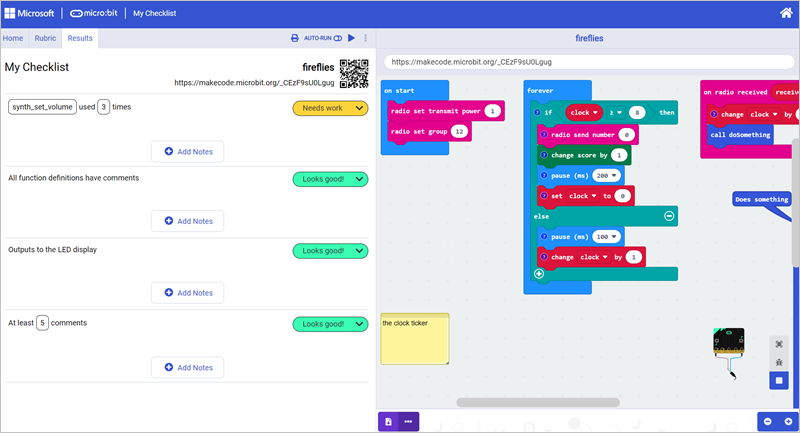 Microsoft micro:bit My Checklist
Home Rubric Results AUTO-RUN
fireflies
My Checklist fireflies
https://makecode.microbit.org/_CEzF9sU0Lgug
synth_set_volume used 3 times Needs work
Add Notes
All function definitions have comments Looks good!
Add Notes
Outputs to the LED display Looks good!
Add Notes
At least 5 comments Looks good!
Add Notes
https://makecode.microbit.org/_CEzF9sU0Lgug
on start
radio set transmit power 1
radio set group 12
forever
if clock ≥ 8 then
radio send number 0
change score by 1
pause (ms) 200
set clock to 0
else
pause (ms) 100
change clock by 1
on radio received
change clock by
call doSomething
Does something
the clock ticker